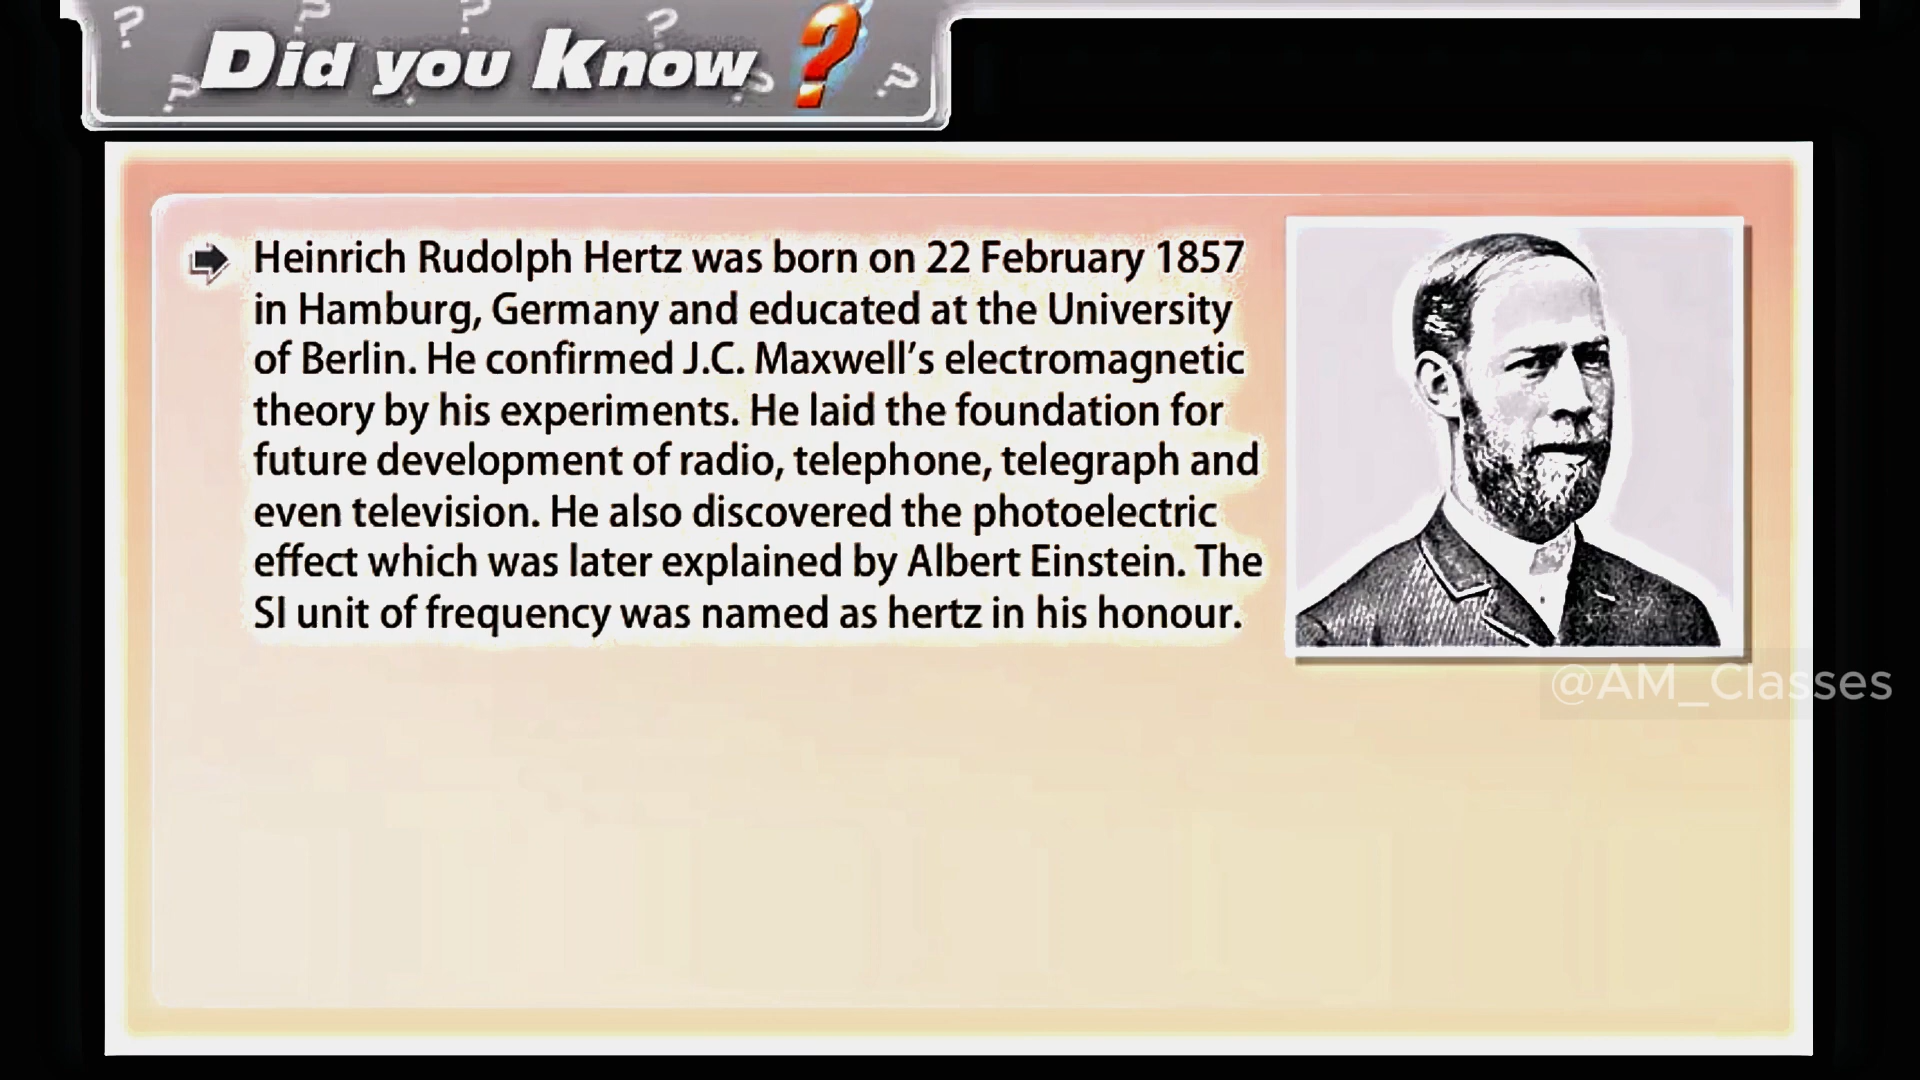 Did you Know ?
Heinrich Rudolph Hertz was born on 22 February 1857
in Hamburg, Germany and educated at the University
of Berlin. He confirmed J.C. Maxwell's electromagnetic
theory by his experiments. He laid the foundation for
future development of radio, telephone, telegraph and
even television. He also discovered the photoelectric
effect which was later explained by Albert Einstein. The
SI unit of frequency was named as hertz in his honour.
@AM_Classes